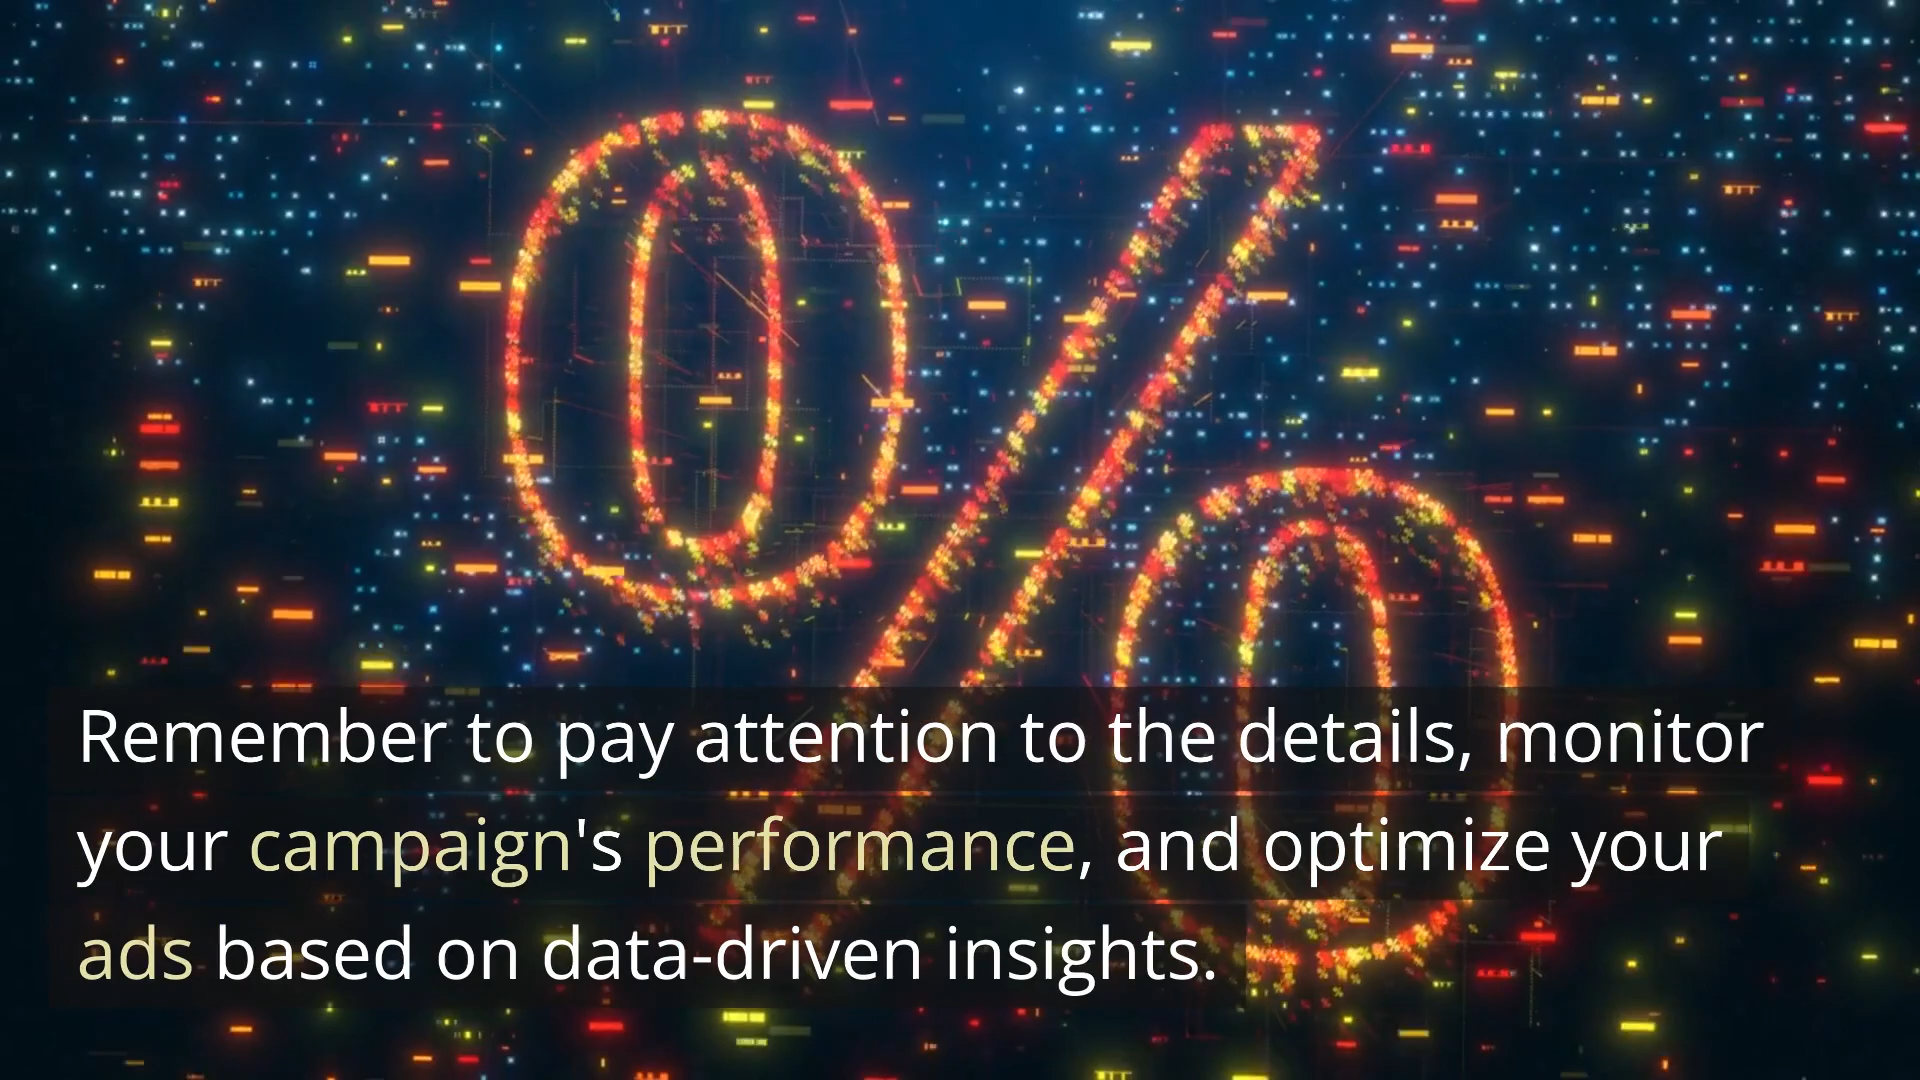 %
Remember to pay attention to the details, monitor
your campaign's performance, and optimize your
ads based on data-driven insights.